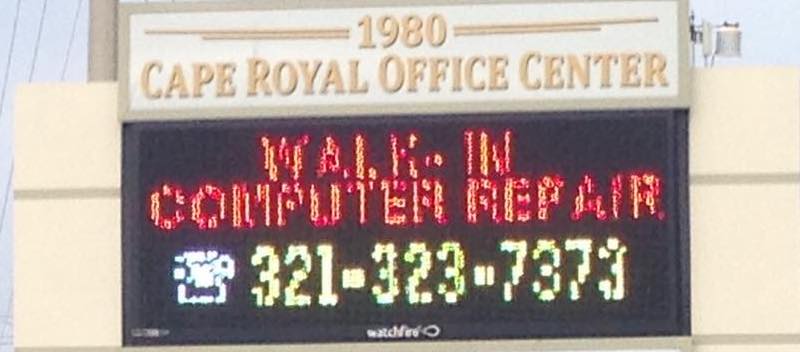 1980
CAPE ROYAL OFFICE CENTER
WALK-IN
COMPUTER REPAIR
321-323-7373
watchfire